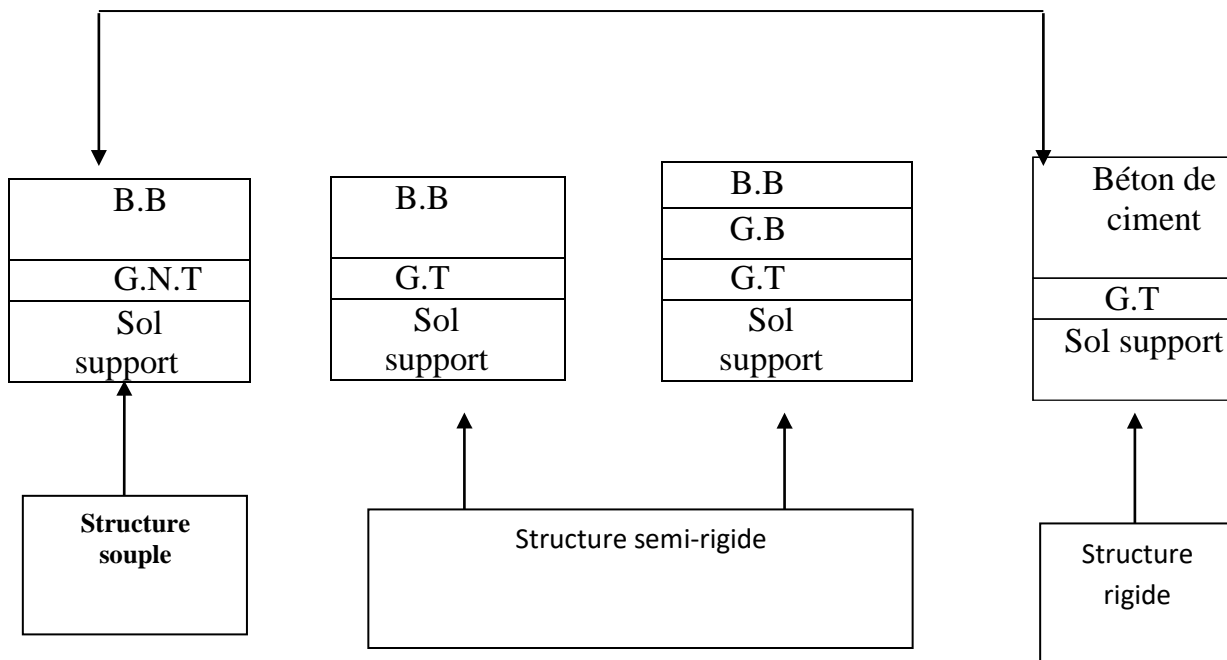 B.B
G.N.T
Sol
support
B.B
G.T
Sol
support
B.B
G.B
G.T
Sol
support
Béton de
ciment
G.T
Sol support
Structure
souple
Structure semi-rigide
Structure
rigide